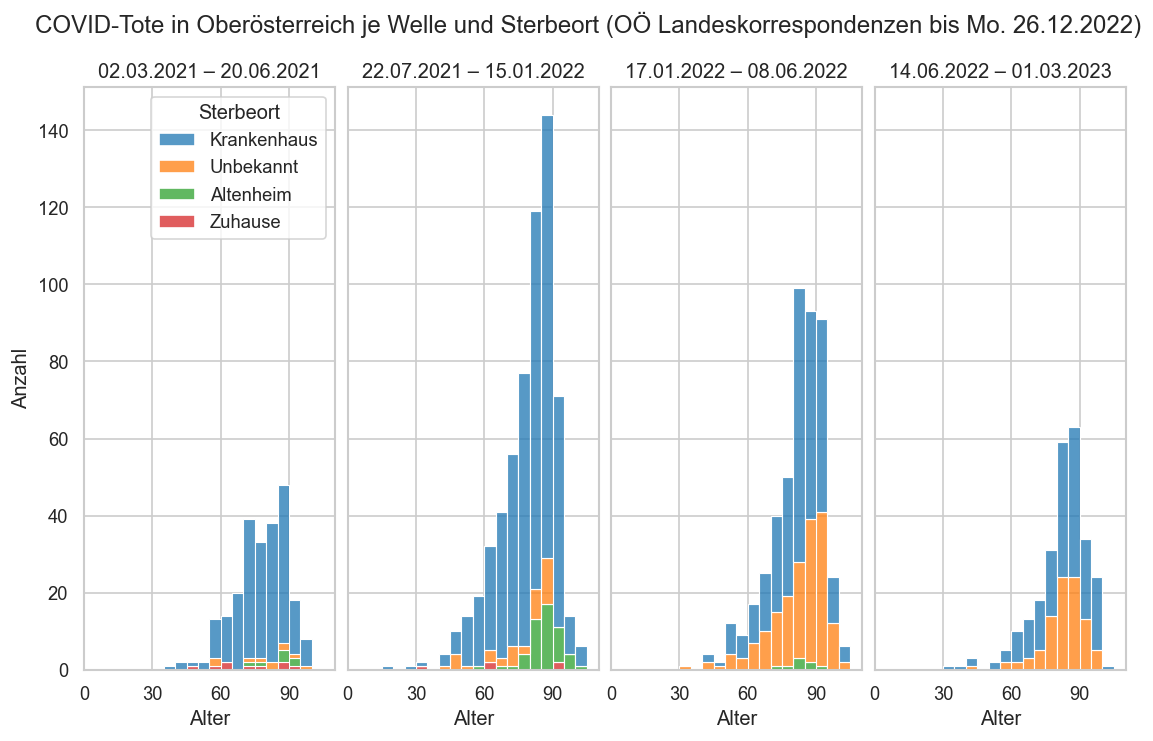 COVID-Tote in Oberösterreich je Welle und Sterbeort (OÖ Landeskorrespondenzen bis Mo. 26.12.2022)
02.03.2021 – 20.06.2021
22.07.2021 – 15.01.2022
17.01.2022 – 08.06.2022
14.06.2022 – 01.03.2023
Sterbeort
Krankenhaus
Unbekannt
Altenheim
Zuhause
Anzahl
140
120
100
80
60
40
20
0
0 30 60 90
0 30 60 90
0 30 60 90
0 30 60 90
Alter
Alter
Alter
Alter